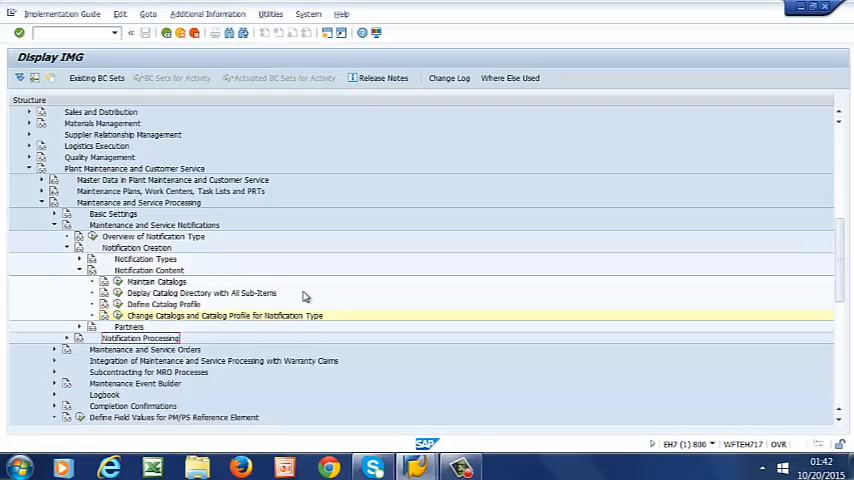 Implementation Guide Edit Goto Additional Information Utilities System Help
Display IMG
Existing BC Sets BC Sets for Activity Activated BC Sets for Activity Release Notes Change Log Where Else Used
Structure
Sales and Distribution
Materials Management
Supplier Relationship Management
Logistics Execution
Quality Management
Plant Maintenance and Customer Service
Master Data in Plant Maintenance and Customer Service
Maintenance Plans, Work Centers, Task Lists and PRTs
Maintenance and Service Processing
Basic Settings
Maintenance and Service Notifications
Overview of Notification Type
Notification Creation
Notification Types
Notification Content
Maintain Catalogs
Display Catalog Directory with All Sub-Items
Define Catalog Profile
Change Catalogs and Catalog Profile for Notification Type
Partners
Notification Processing
Maintenance and Service Orders
Integration of Maintenance and Service Processing with Warranty Claims
Subcontracting for MRO Processes
Maintenance Event Builder
Logbook
Completion Confirmations
Define Field Values for PM/PS Reference Element
SAP
EH7 (1) 800 WFTEH717 OVR
01:42
10/20/2015